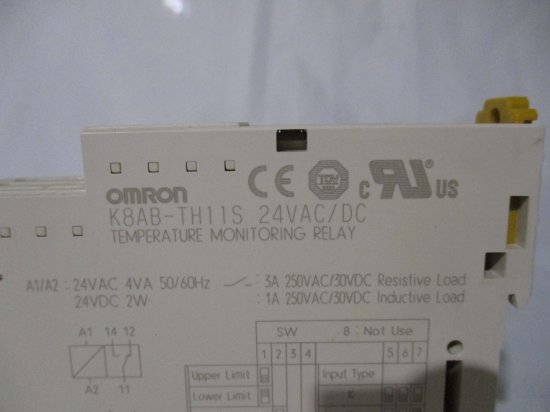 OMRON CE c UR US
K8AB-TH11S 24VAC/DC
TEMPERATURE MONITORING RELAY
A1/A2 : 24VAC 4VA 50/60Hz : 3A 250VAC/30VDC Resistive Load
24VDC 2W : 1A 250VAC/30VDC Inductive Load
A1 14 12
A2 11
SW 8 : Not Use
1 2 3 4 5 6 7
Upper Limit Input Type
Lower Limit K